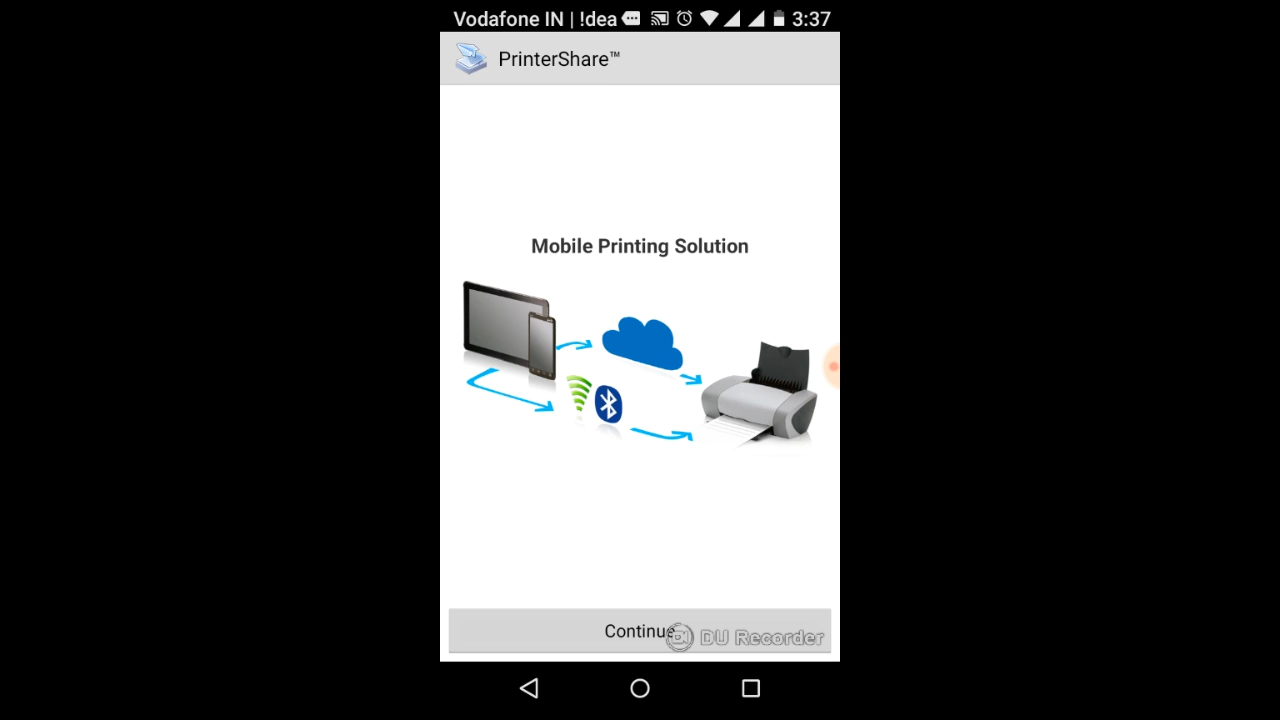 Vodafone IN | !dea 3:37
PrinterShare™
Mobile Printing Solution
Continue
DU Recorder